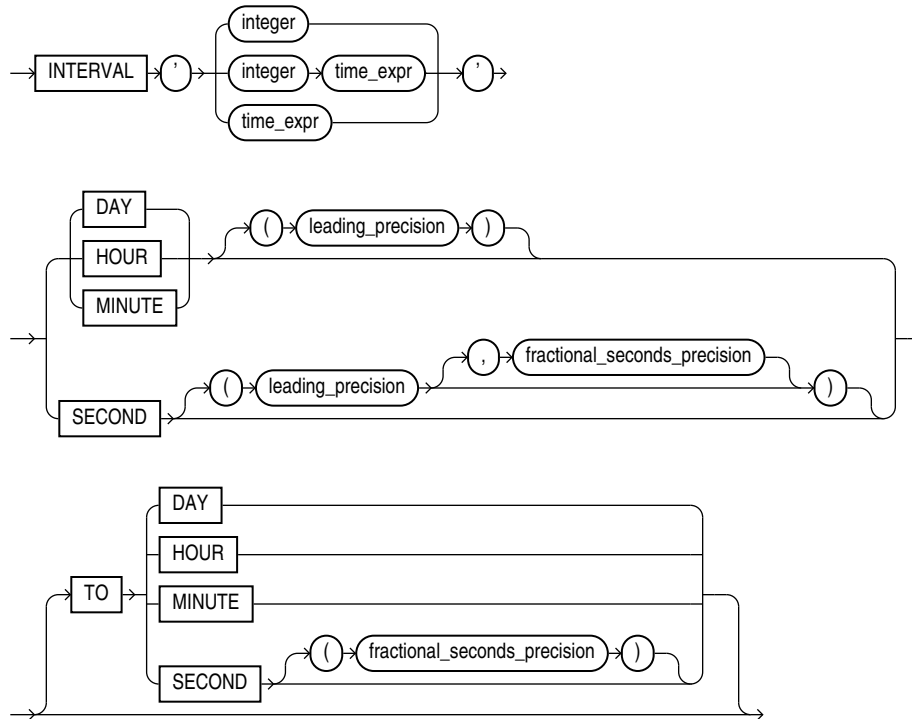 integer
INTERVAL ' integer time_expr '
time_expr
DAY
( leading_precision )
HOUR
MINUTE
, fractional_seconds_precision
( leading_precision )
SECOND
DAY
HOUR
TO MINUTE
( fractional_seconds_precision )
SECOND